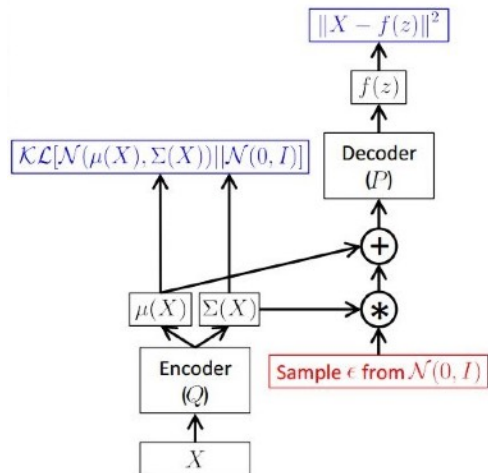 ‖X − f(z)‖²
f(z)
𝒦ℒ[𝒩(μ(X), Σ(X))||𝒩(0, I)]
Decoder
(P)
+
μ(X) Σ(X) *
Encoder
(Q)
Sample ϵ from 𝒩(0, I)
X